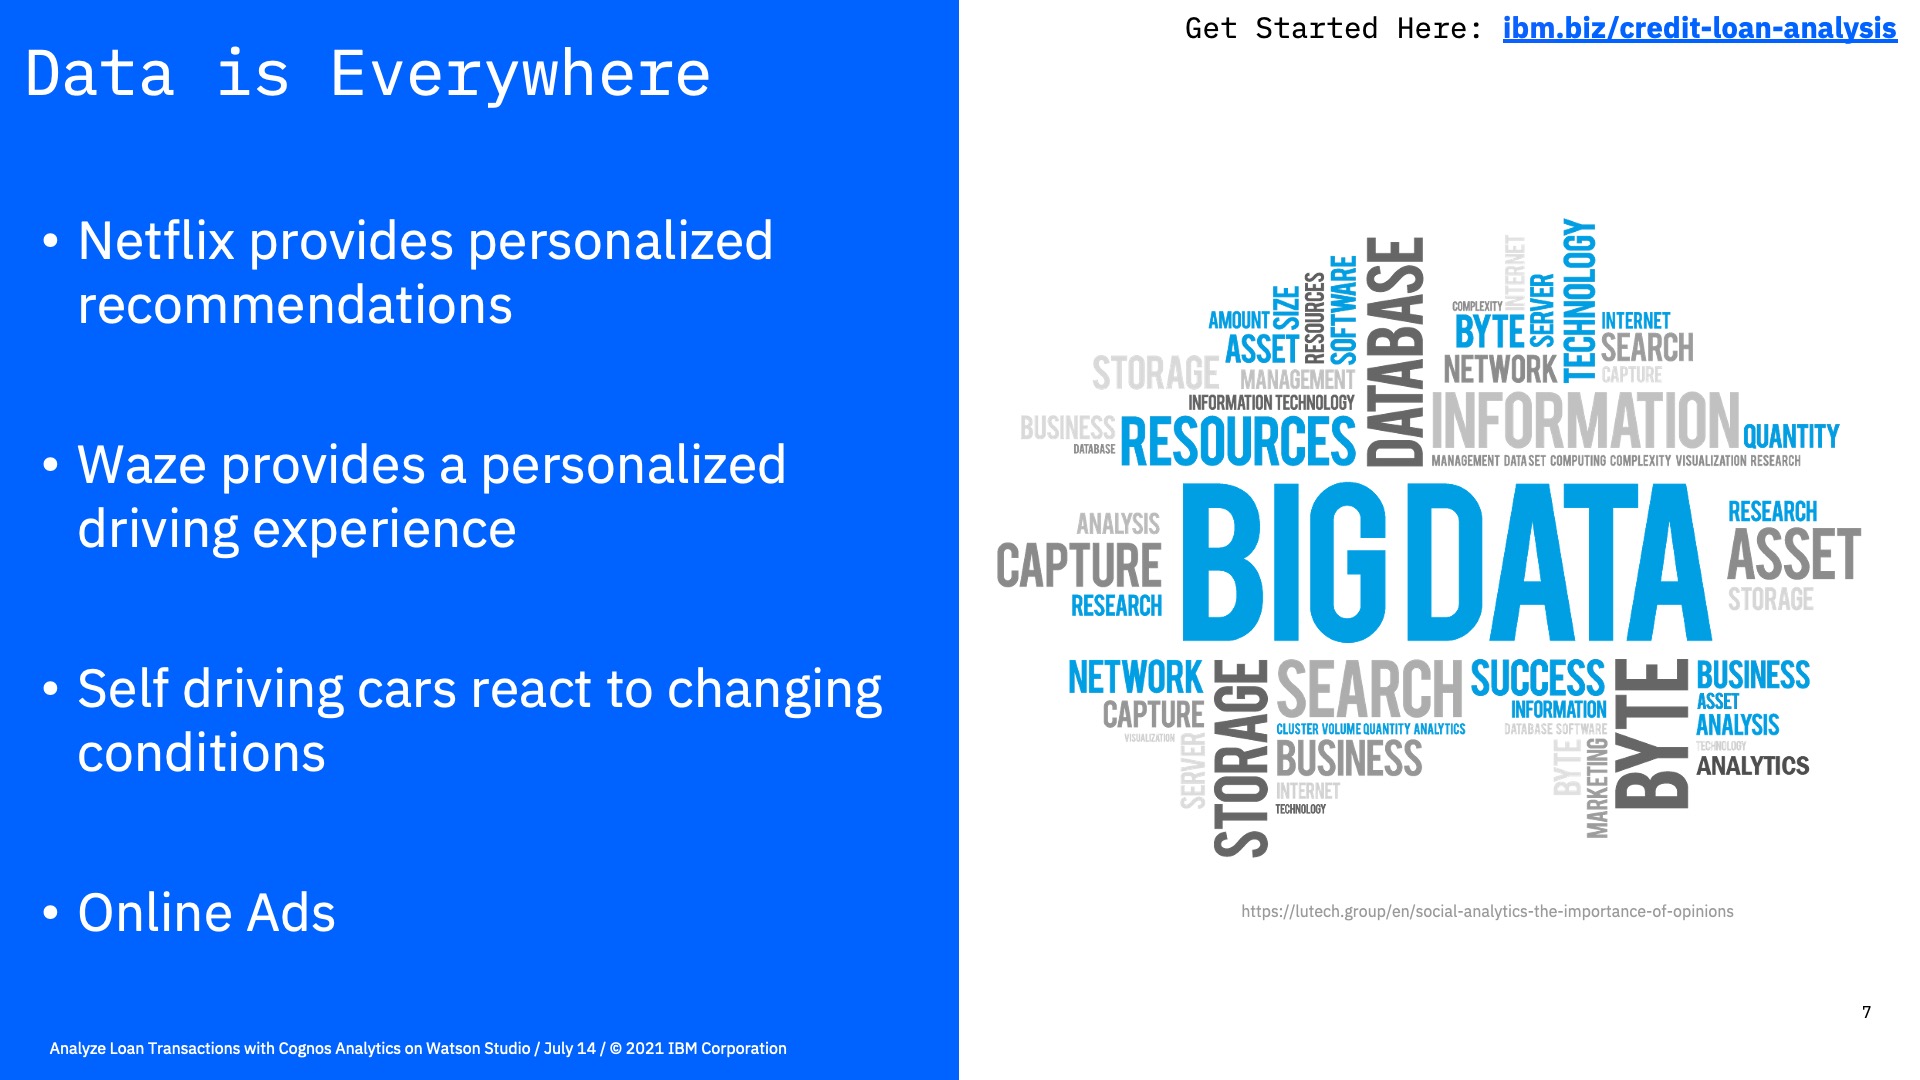 Get Started Here: ibm.biz/credit-loan-analysis
Data is Everywhere
• Netflix provides personalized
recommendations
• Waze provides a personalized
driving experience
• Self driving cars react to changing
conditions
• Online Ads
AMOUNT
SIZE
RESOURCES
SOFTWARE
DATABASE
ASSET
STORAGE
MANAGEMENT
INFORMATION TECHNOLOGY
BUSINESS
DATABASE
RESOURCES
COMPLEXITY
INTERNET
BYTE
SERVER
TECHNOLOGY
INTERNET
SEARCH
NETWORK
CAPTURE
INFORMATION
QUANTITY
MANAGEMENT DATASET COMPUTING COMPLEXITY VISUALIZATION RESEARCH
ANALYSIS
CAPTURE
RESEARCH
BIG DATA
RESEARCH
ASSET
STORAGE
NETWORK
CAPTURE
VISUALIZATION
SERVER
STORAGE
SEARCH
CLUSTER VOLUME QUANTITY ANALYTICS
BUSINESS
INTERNET
TECHNOLOGY
SUCCESS
INFORMATION
DATABASE SOFTWARE
BYTE
MARKETING
BYTE
BUSINESS
ASSET
ANALYSIS
TECHNOLOGY
ANALYTICS
https://lutech.group/en/social-analytics-the-importance-of-opinions
7
Analyze Loan Transactions with Cognos Analytics on Watson Studio / July 14 / © 2021 IBM Corporation